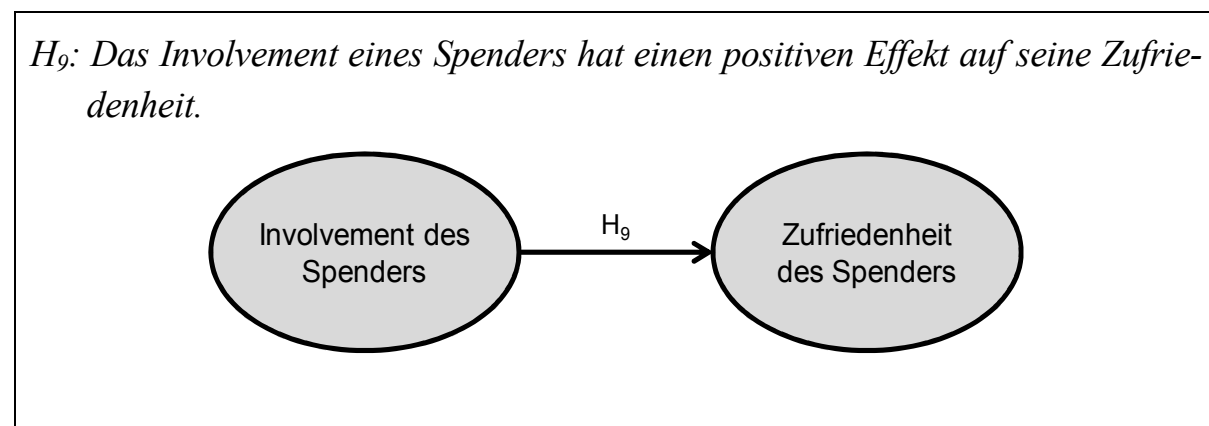 H₉: Das Involvement eines Spenders hat einen positiven Effekt auf seine Zufrie-
denheit.
Involvement des
Spenders
H₉
Zufriedenheit
des Spenders